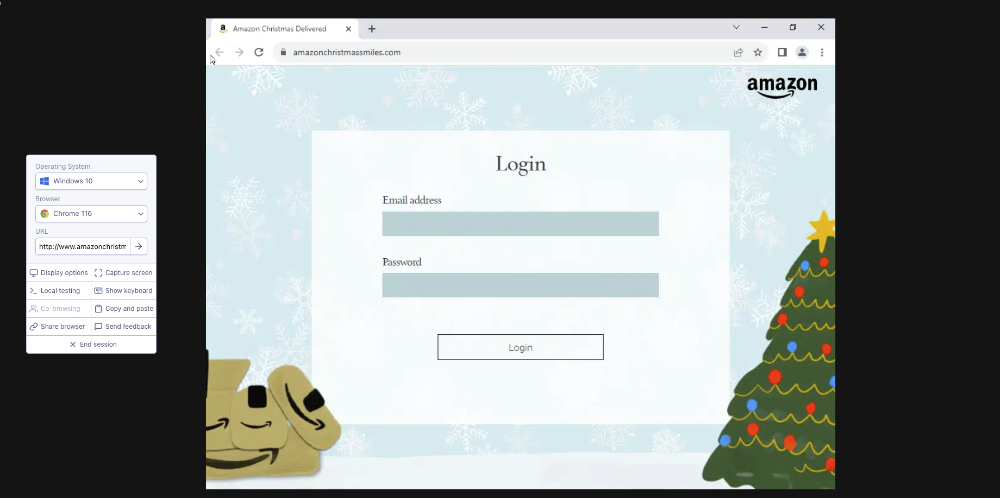 Amazon Christmas Delivered
amazonchristmassmiles.com
amazon
Login
Email address
Password
Login
Operating System
Windows 10
Browser
Chrome 116
URL
http://www.amazonchristm
Display options
Capture screen
Local testing
Show keyboard
Co-browsing
Copy and paste
Share browser
Send feedback
End session